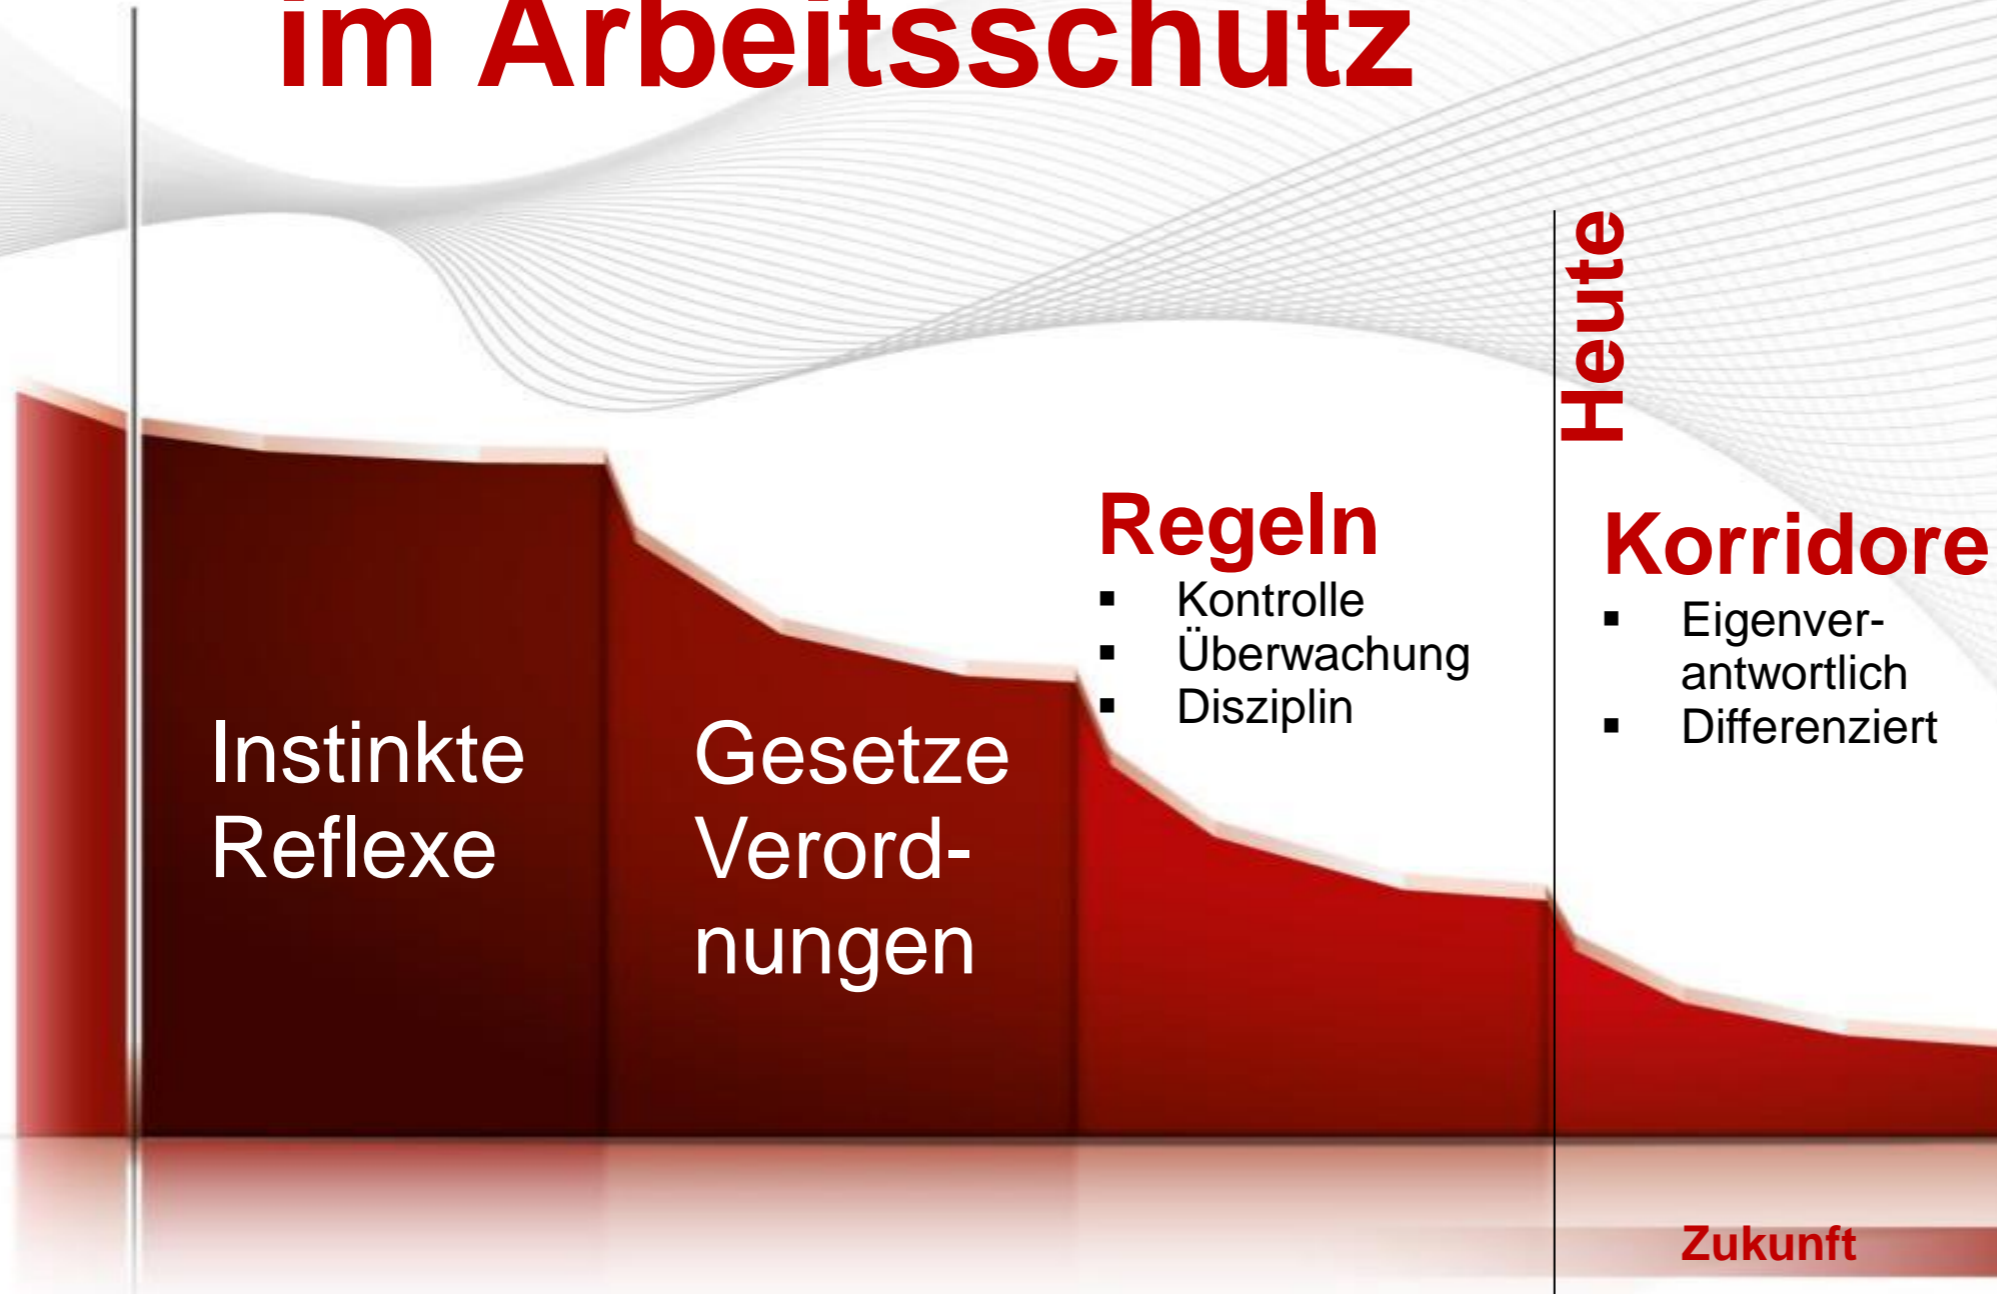 im Arbeitsschutz
Heute
Instinkte
Reflexe
Gesetze
Verord-
nungen
Regeln
▪ Kontrolle
▪ Überwachung
▪ Disziplin
Korridore
▪ Eigenver-
antwortlich
▪ Differenziert
Zukunft